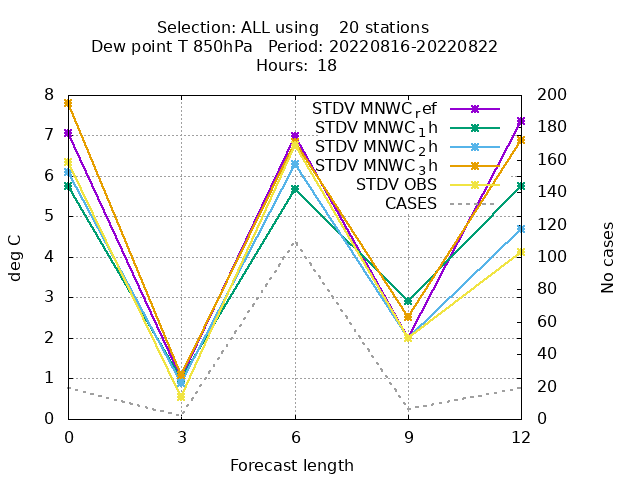 Selection: ALL using    20 stations
Dew point T 850hPa   Period: 20220816-20220822
Hours: 18
STDV MNWC_ref
STDV MNWC_1h
STDV MNWC_2h
STDV MNWC_3h
STDV OBS
CASES
deg C
8
7
6
5
4
3
2
1
0
200
180
160
140
120
100
80
60
40
20
0
No cases
0 3 6 9 12
Forecast length